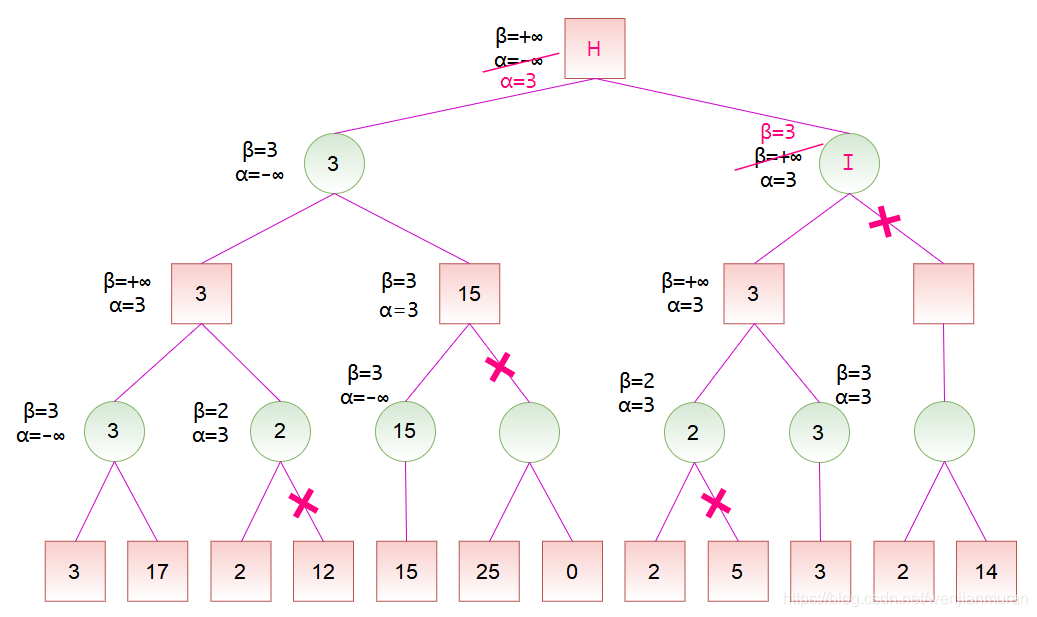 β=+∞
α=-∞
α=3
H
β=3
β=+∞
α=3
I
β=3
α=-∞
3
β=+∞
α=3
3
β=3
α=3
15
β=+∞
α=3
3
β=3
α=-∞
3
β=2
α=3
2
β=3
α=-∞
15
β=2
α=3
2
β=3
α=3
3
3
17
2
12
15
25
0
2
5
3
2
14
https://blog.csdn.net/wenjianmuran